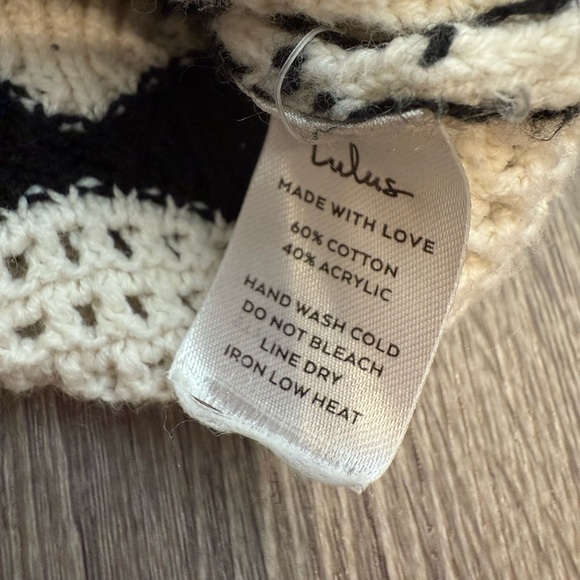 Lulus
MADE WITH LOVE
60% COTTON
40% ACRYLIC
HAND WASH COLD
DO NOT BLEACH
LINE DRY
IRON LOW HEAT